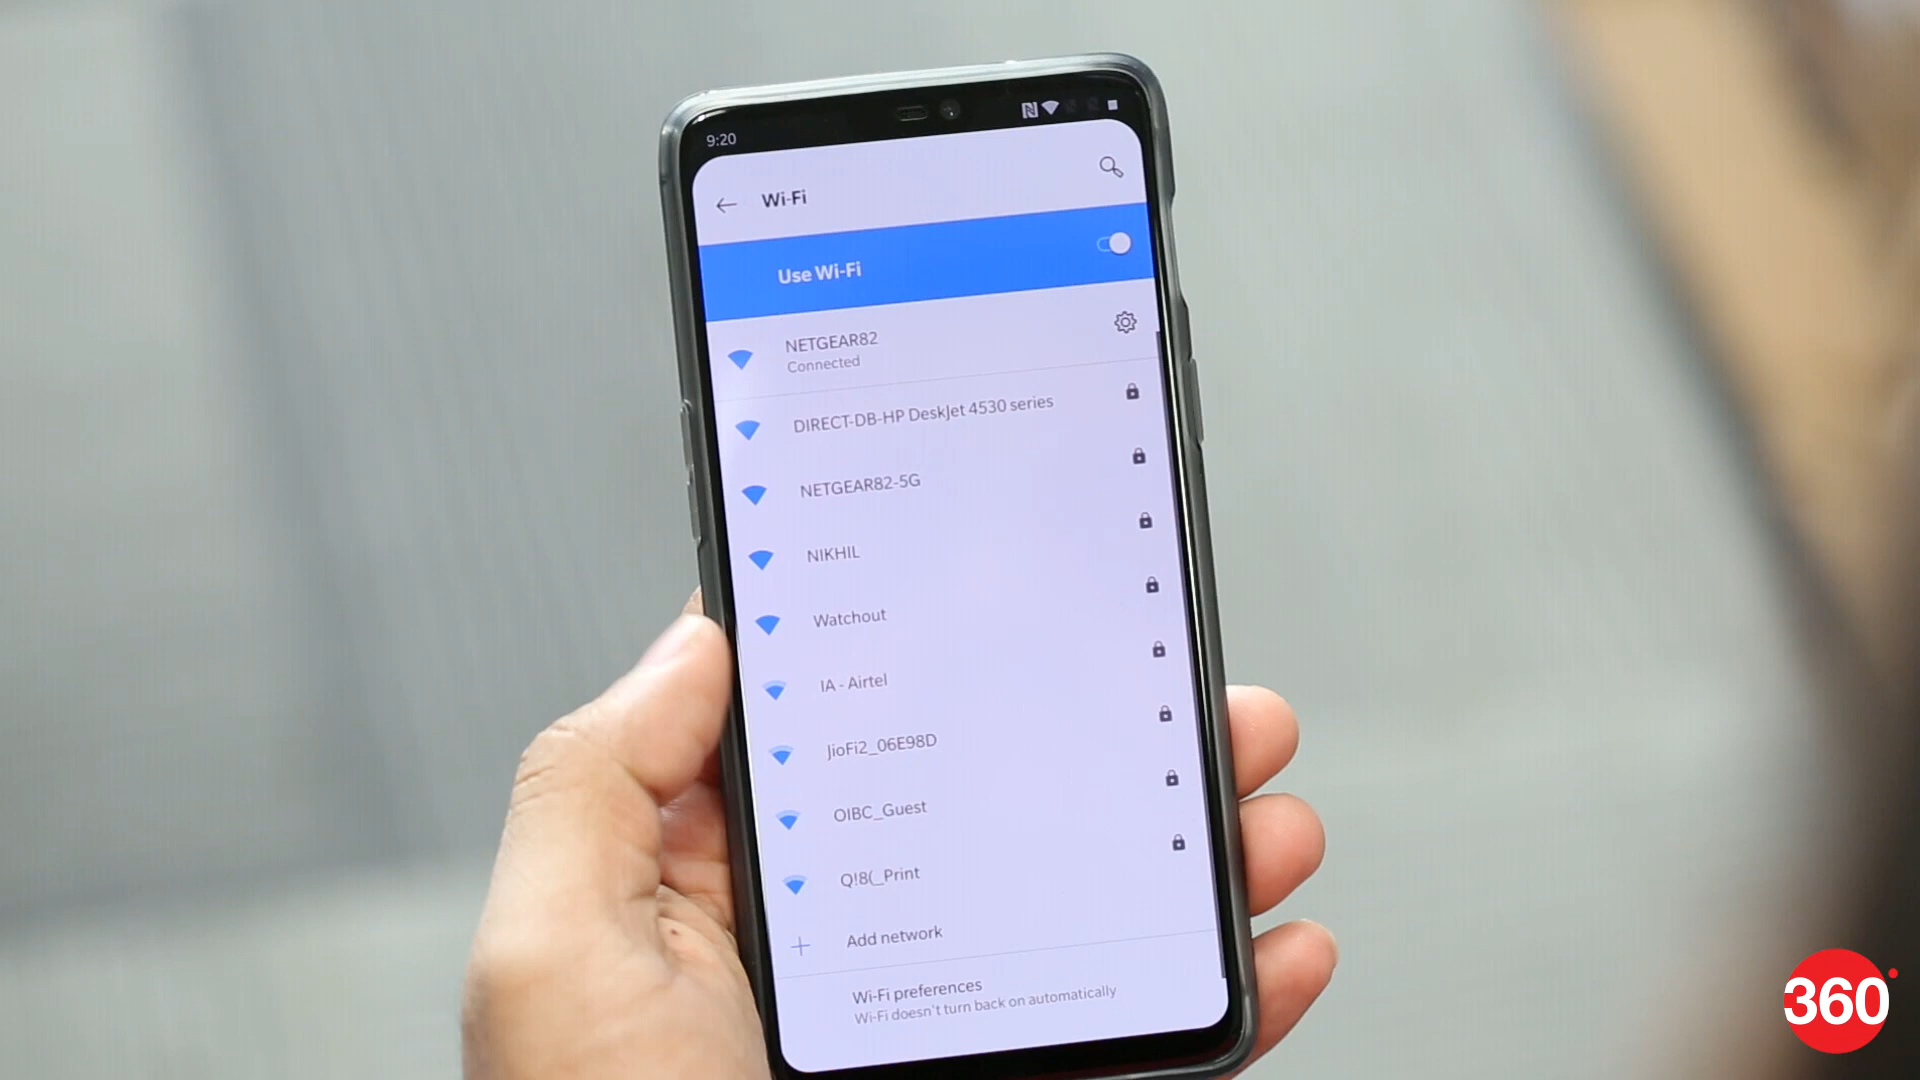 9:20
Wi-Fi
Use Wi-Fi
NETGEAR82
Connected
DIRECT-DB-HP DeskJet 4530 series
NETGEAR82-5G
NIKHIL
Watchout
IA - Airtel
JioFi2_06E98D
OIBC_Guest
Q!8(_Print
Add network
Wi-Fi preferences
Wi-Fi doesn't turn back on automatically
360